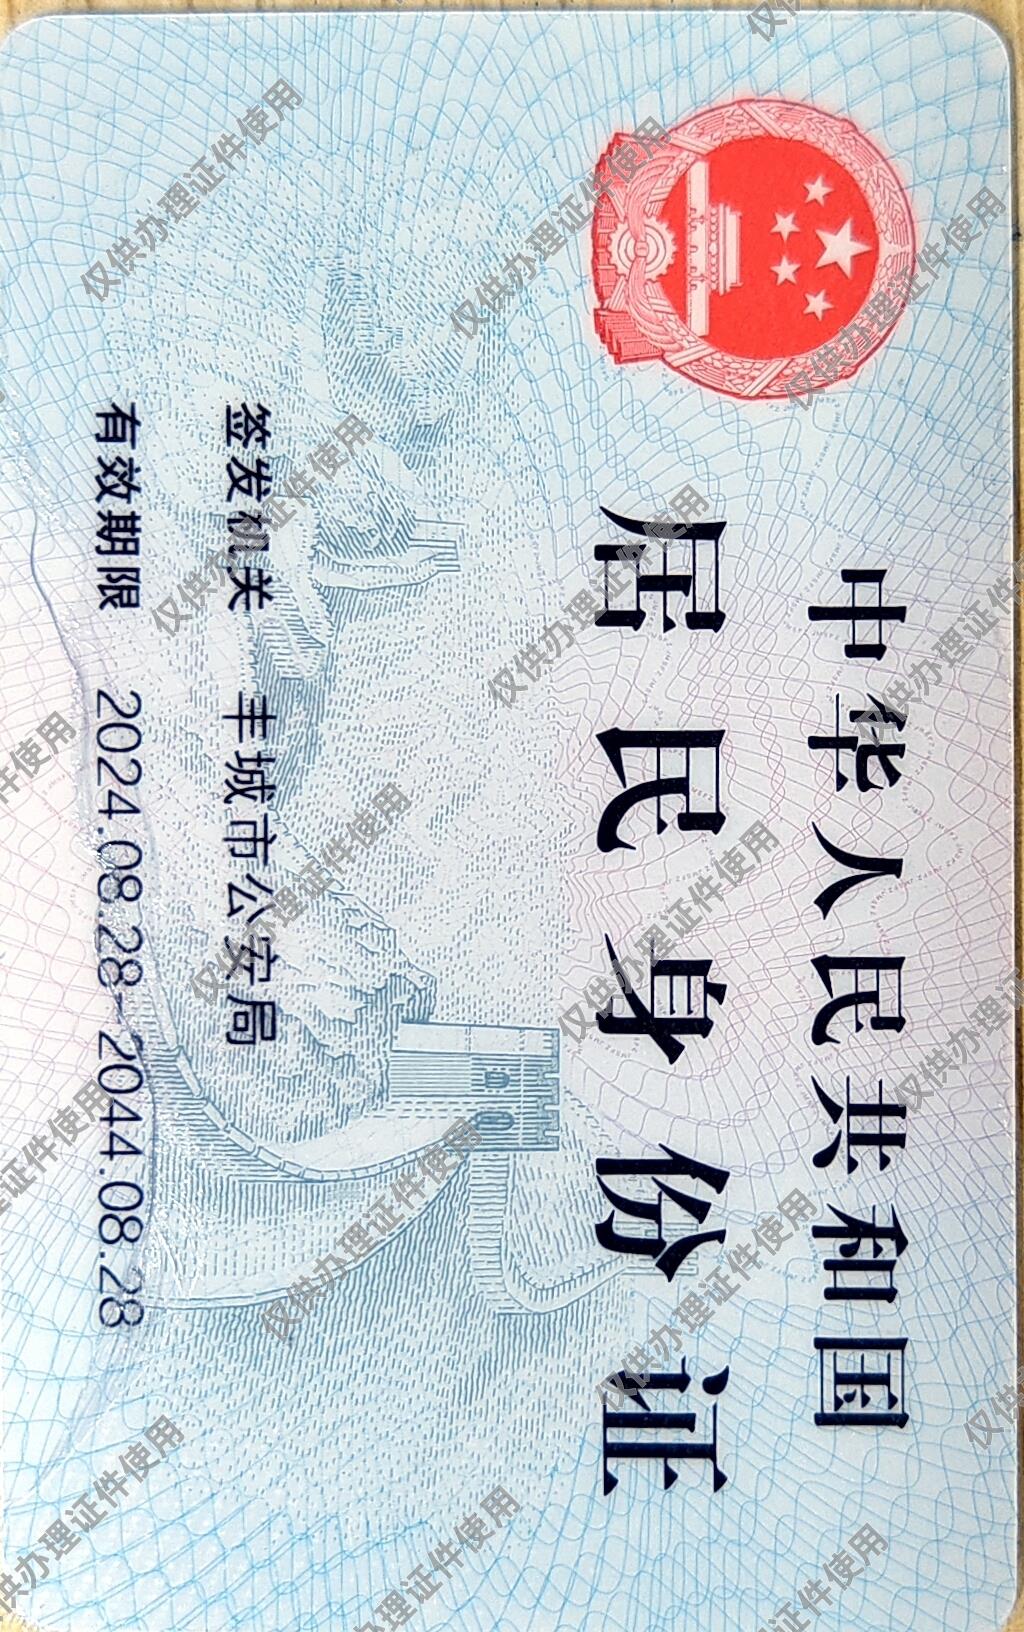 中华人民共和国
居民身份证
签发机关 丰城市公安局
有效期限 2024.08.28-2044.08.28
仅供办理证件使用